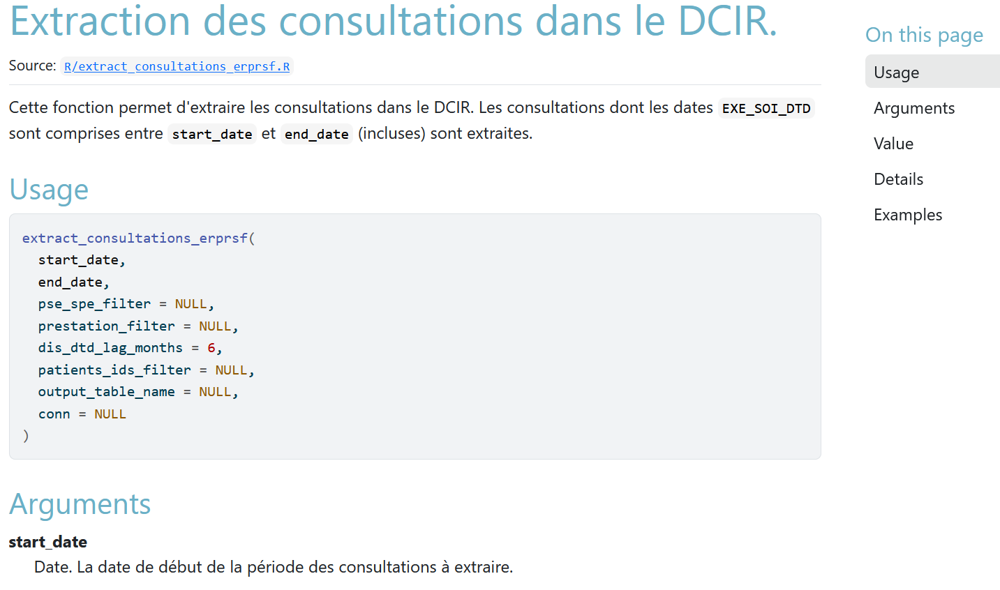 Extraction des consultations dans le DCIR.
Source: R/extract_consultations_erprsf.R
Cette fonction permet d'extraire les consultations dans le DCIR. Les consultations dont les dates EXE_SOI_DTD
sont comprises entre start_date et end_date (incluses) sont extraites.
Usage
extract_consultations_erprsf(
  start_date,
  end_date,
  pse_spe_filter = NULL,
  prestation_filter = NULL,
  dis_dtd_lag_months = 6,
  patients_ids_filter = NULL,
  output_table_name = NULL,
  conn = NULL
)
Arguments
start_date
Date. La date de début de la période des consultations à extraire.
On this page
Usage
Arguments
Value
Details
Examples